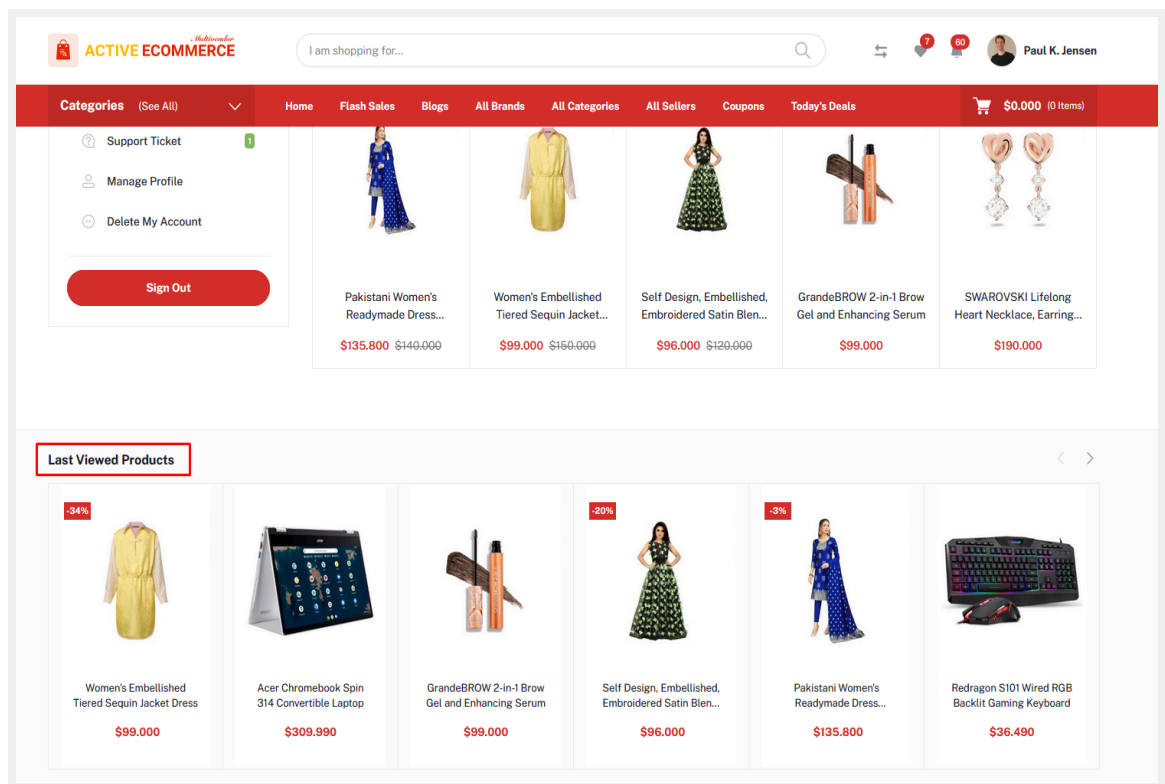 Multivendor
ACTIVE ECOMMERCE
I am shopping for...
7
60
Paul K. Jensen
Categories (See All)
Home Flash Sales Blogs All Brands All Categories All Sellers Coupons Today's Deals
$0.000 (0 Items)
Support Ticket 1
Manage Profile
Delete My Account
Sign Out
Pakistani Women's
Readymade Dress...
$135.800 $140.000
Women's Embellished
Tiered Sequin Jacket...
$99.000 $150.000
Self Design, Embellished,
Embroidered Satin Blen...
$96.000 $120.000
GrandeBROW 2-in-1 Brow
Gel and Enhancing Serum
$99.000
SWAROVSKI Lifelong
Heart Necklace, Earring...
$190.000
Last Viewed Products
-34%
Women's Embellished
Tiered Sequin Jacket Dress
$99.000
Acer Chromebook Spin
314 Convertible Laptop
$309.990
GrandeBROW 2-in-1 Brow
Gel and Enhancing Serum
$99.000
-20%
Self Design, Embellished,
Embroidered Satin Blen...
$96.000
-3%
Pakistani Women's
Readymade Dress...
$135.800
Redragon S101 Wired RGB
Backlit Gaming Keyboard
$36.490